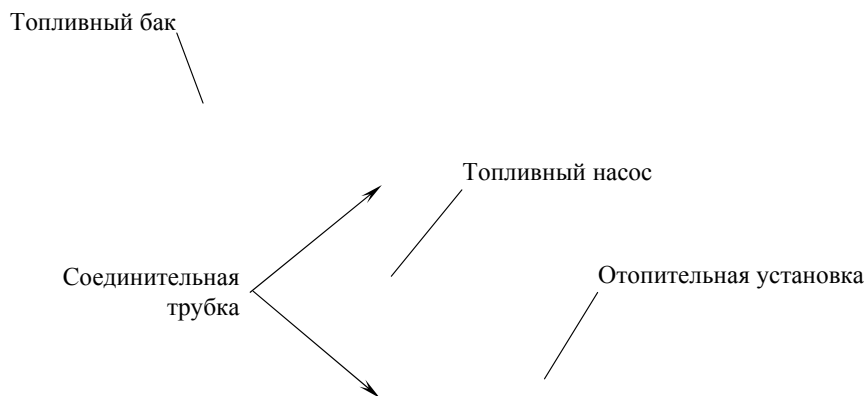 Топливный бак
Топливный насос
Соединительная
трубка
Отопительная установка